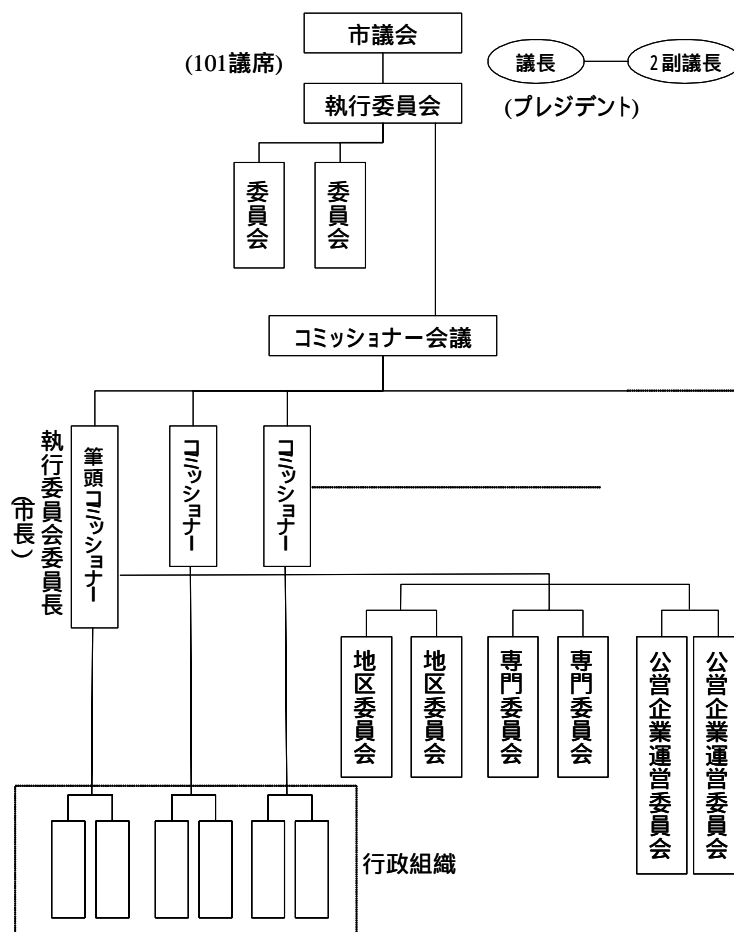 市議会
(101議席)
議長
2副議長
執行委員会
(プレジデント)
委員会
委員会
コミッショナー会議
執行委員会委員長
(市長)
筆頭コミッショナー
コミッショナー
コミッショナー
地区委員会
地区委員会
専門委員会
専門委員会
公営企業運営委員会
公営企業運営委員会
行政組織